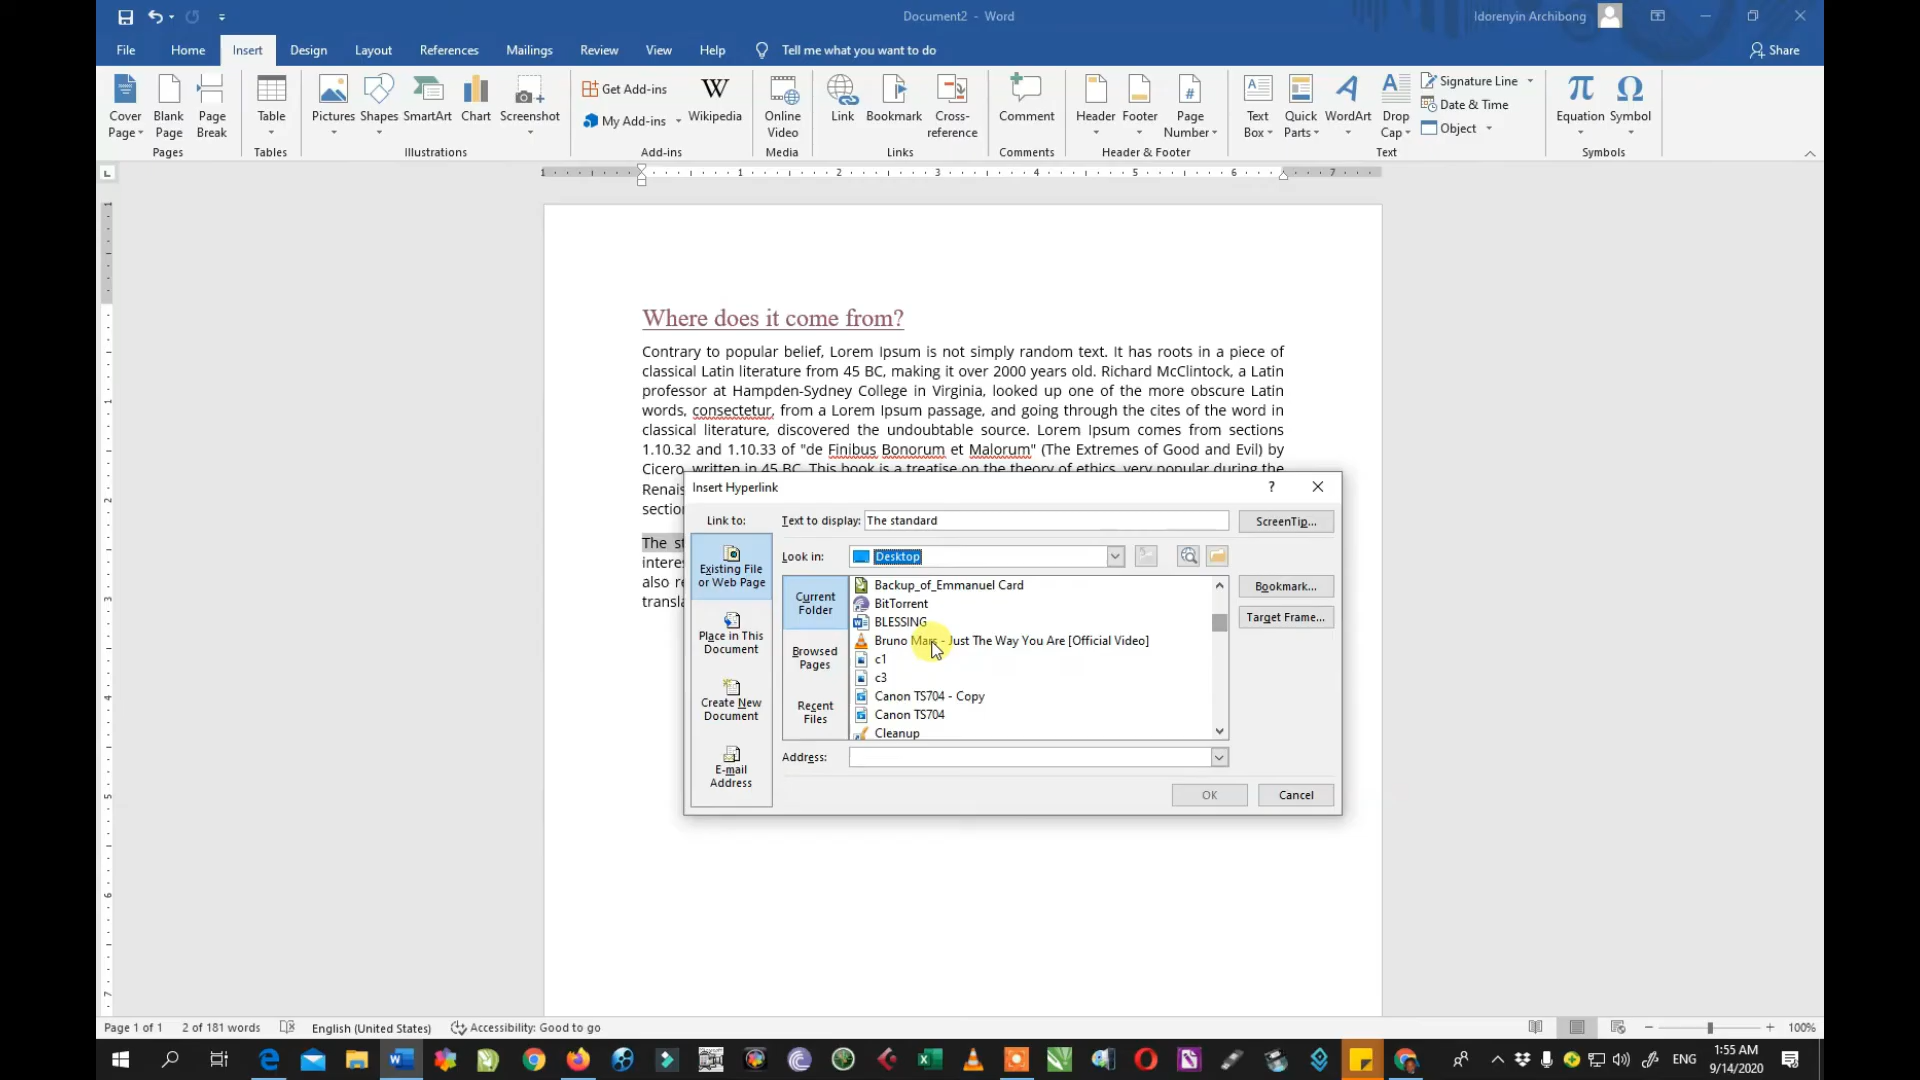 Document2 - Word
Idorenyin Archibong
File Home Insert Design Layout References Mailings Review View Help Tell me what you want to do Share
Cover Page
Blank Page
Page Break
Table
Pictures
Shapes
SmartArt
Chart
Screenshot
Get Add-ins
My Add-ins
Wikipedia
Online Video
Link
Bookmark
Cross-reference
Comment
Header
Footer
Page Number
Text Box
Quick Parts
WordArt
Drop Cap
Signature Line
Date & Time
Object
Equation
Symbol
Pages Tables Illustrations Add-ins Media Links Comments Header & Footer Text Symbols
1 1 2 3 4 5 6 7
Where does it come from?
Contrary to popular belief, Lorem Ipsum is not simply random text. It has roots in a piece of
classical Latin literature from 45 BC, making it over 2000 years old. Richard McClintock, a Latin
professor at Hampden-Sydney College in Virginia, looked up one of the more obscure Latin
words, consectetur, from a Lorem Ipsum passage, and going through the cites of the word in
classical literature, discovered the undoubtable source. Lorem Ipsum comes from sections
1.10.32 and 1.10.33 of "de Finibus Bonorum et Malorum" (The Extremes of Good and Evil) by
Cicero, written in 45 BC. This book is a treatise on the theory of ethics, very popular during the
Renais
section
The st
interes
also re
transla
Insert Hyperlink
Link to:
Text to display: The standard
ScreenTip...
Existing File or Web Page
Place in This Document
Create New Document
E-mail Address
Look in: Desktop
Current Folder
Browsed Pages
Recent Files
Backup_of_Emmanuel Card
BitTorrent
BLESSING
Bruno Mars - Just The Way You Are [Official Video]
c1
c3
Canon TS704 - Copy
Canon TS704
Cleanup
Bookmark...
Target Frame...
Address:
OK Cancel
Page 1 of 1 2 of 181 words English (United States) Accessibility: Good to go 100%
ENG
1:55 AM
9/14/2020